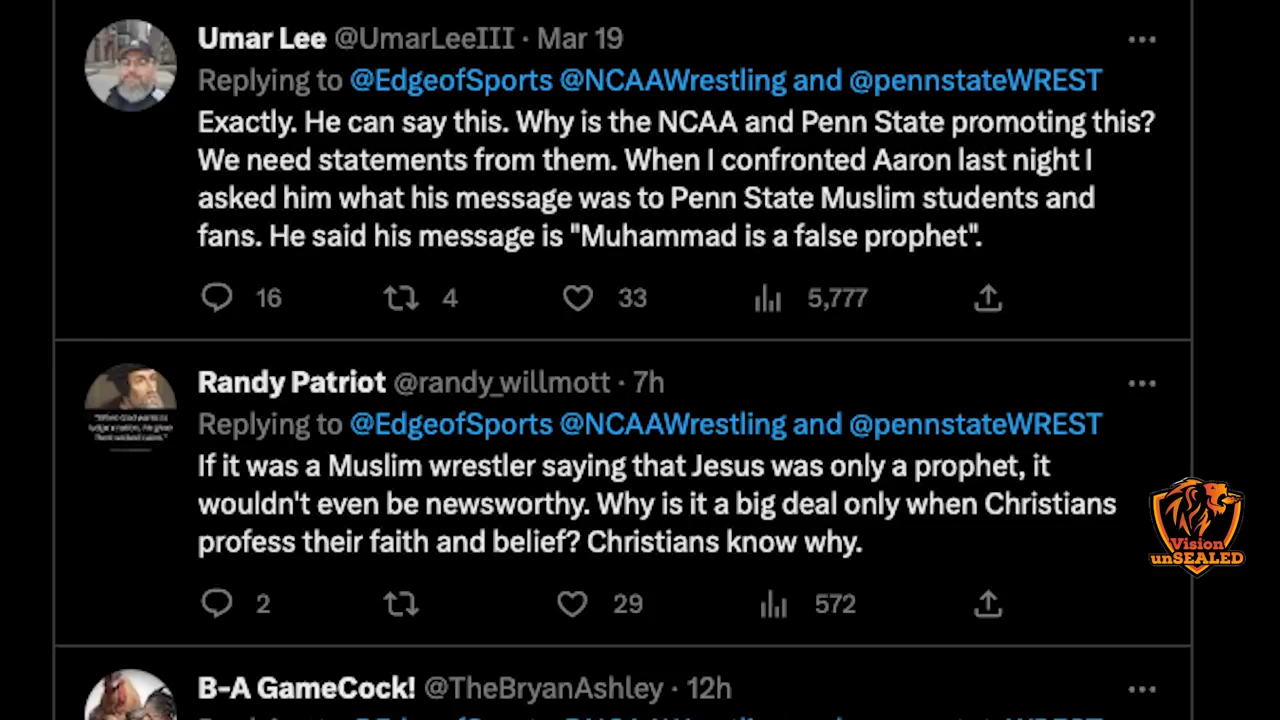 Umar Lee @UmarLeeIII · Mar 19
Replying to @EdgeofSports @NCAAWrestling and @pennstateWREST
Exactly. He can say this. Why is the NCAA and Penn State promoting this?
We need statements from them. When I confronted Aaron last night I
asked him what his message was to Penn State Muslim students and
fans. He said his message is "Muhammad is a false prophet".
16 4 33 5,777
Randy Patriot @randy_willmott · 7h
Replying to @EdgeofSports @NCAAWrestling and @pennstateWREST
If it was a Muslim wrestler saying that Jesus was only a prophet, it
wouldn't even be newsworthy. Why is it a big deal only when Christians
profess their faith and belief? Christians know why.
Vision
unSEALED
2 29 572
B-A GameCock! @TheBryanAshley · 12h